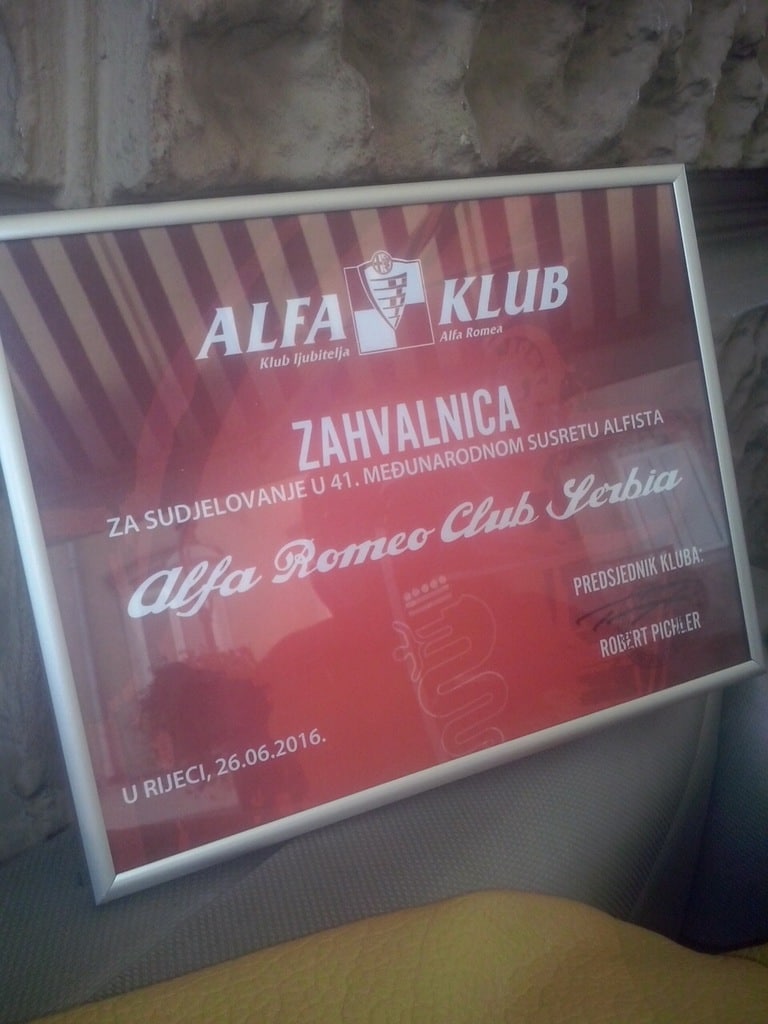 ALFA KLUB
Klub ljubitelja Alfa Romea
ZAHVALNICA
ZA SUDJELOVANJE U 41. MEĐUNARODNOM SUSRETU ALFISTA
Alfa Romeo Club Serbia
PREDSJEDNIK KLUBA:
ROBERT PICHLER
U RIJECI, 26.06.2016.